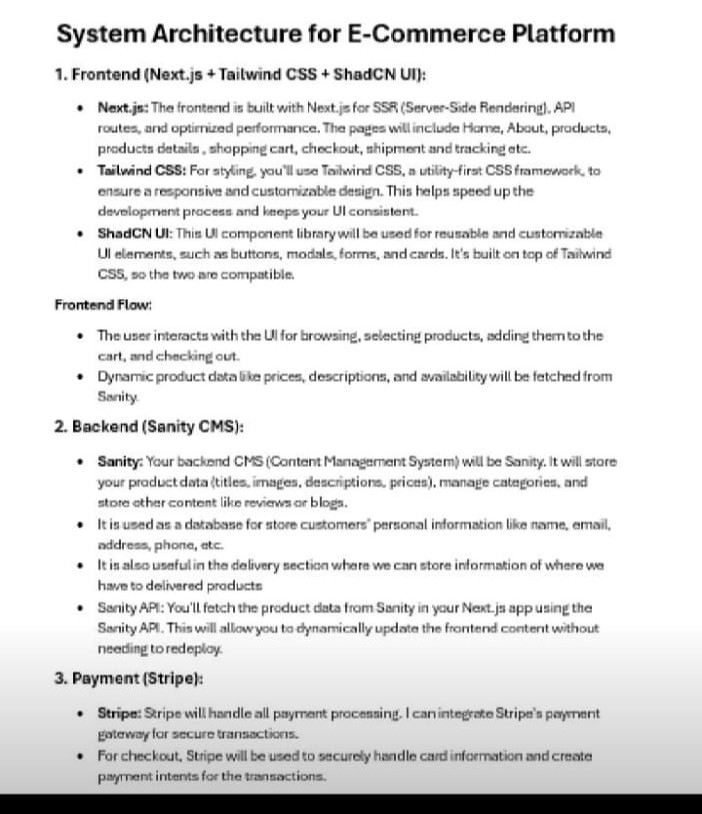 System Architecture for E-Commerce Platform
1. Frontend (Next.js + Tailwind CSS + ShadCN UI):
• Next.js: The frontend is built with Next.js for SSR (Server-Side Rendering), API
routes, and optimized performance. The pages will include Home, About, products,
products details , shopping cart, checkout, shipment and tracking etc.
• Tailwind CSS: For styling, you'll use Tailwind CSS, a utility-first CSS framework, to
ensure a responsive and customizable design. This helps speed up the
development process and keeps your UI consistent.
• ShadCN UI: This UI component library will be used for reusable and customizable
UI elements, such as buttons, modals, forms, and cards. It's built on top of Tailwind
CSS, so the two are compatible.
Frontend Flow:
• The user interacts with the UI for browsing, selecting products, adding them to the
cart, and checking out.
• Dynamic product data like prices, descriptions, and availability will be fetched from
Sanity.
2. Backend (Sanity CMS):
• Sanity: Your backend CMS (Content Management System) will be Sanity. It will store
your product data (titles, images, descriptions, prices), manage categories, and
store other content like reviews or blogs.
• It is used as a database for store customers' personal information like name, email,
address, phone, etc.
• It is also useful in the delivery section where we can store information of where we
have to delivered products
• Sanity API: You'll fetch the product data from Sanity in your Next.js app using the
Sanity API. This will allow you to dynamically update the frontend content without
needing to redeploy.
3. Payment (Stripe):
• Stripe: Stripe will handle all payment processing. I can integrate Stripe's payment
gateway for secure transactions.
• For checkout, Stripe will be used to securely handle card information and create
payment intents for the transactions.